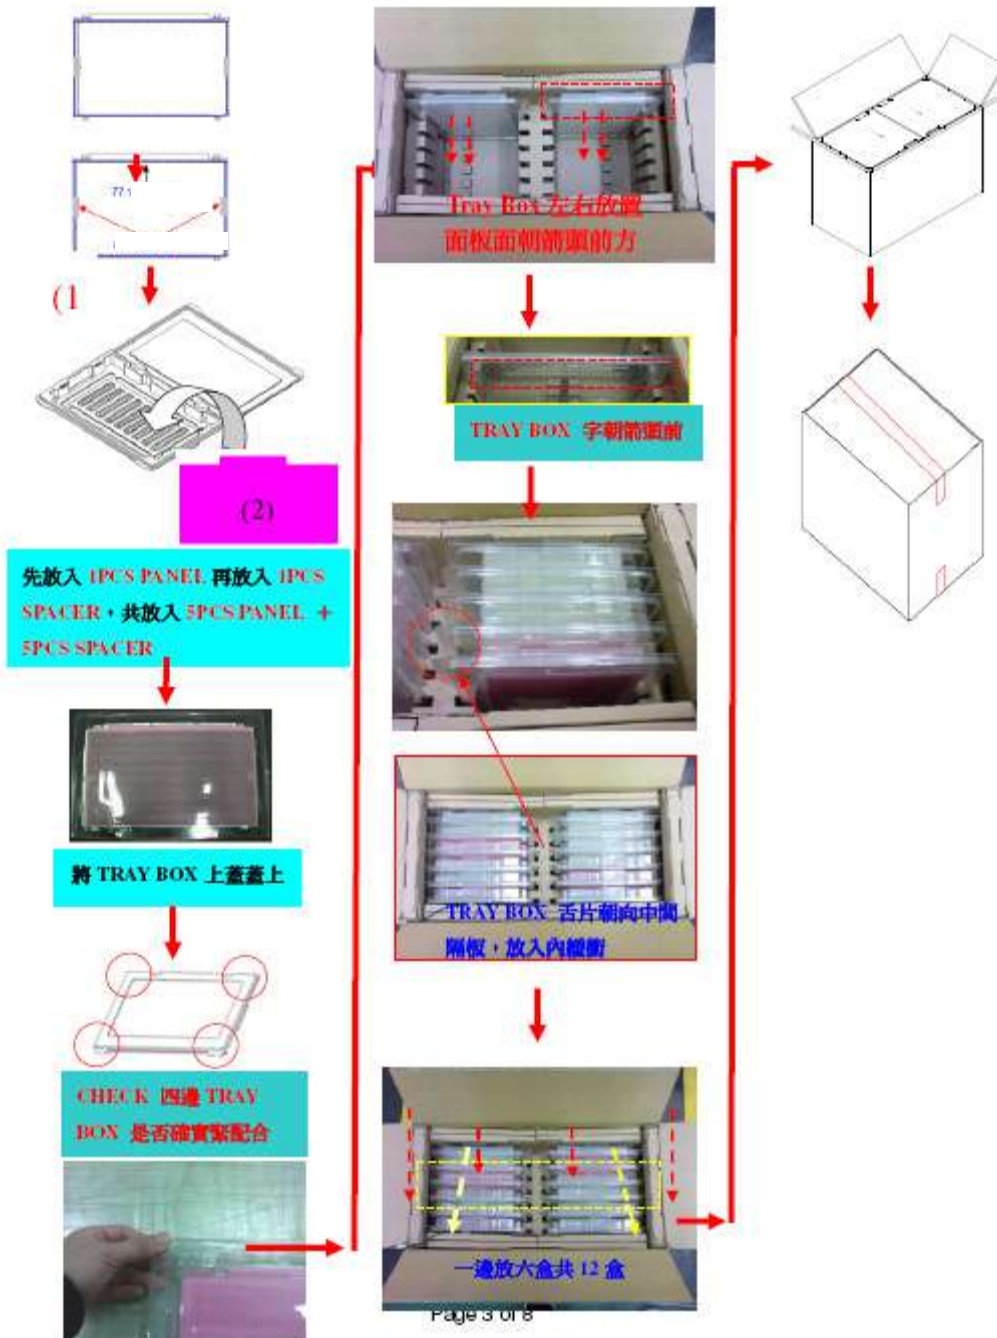 77.1
(1
(2)
先放入 1PCS PANEL 再放入 1PCS
SPACER，共放入 5PCS PANEL ＋
5PCS SPACER
將 TRAY BOX 上蓋蓋上
CHECK 四邊 TRAY
BOX 是否確實緊配合
Tray Box 左右放置
面板面朝箭頭前方
TRAY BOX 字朝箭頭前
TRAY BOX 舌片朝向中間
隔板，放入內緩衝
一邊放六盒共 12 盒
Page 3 of 8